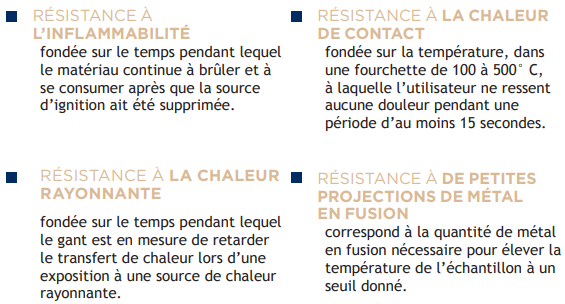 RÉSISTANCE À
L'INFLAMMABILITÉ
fondée sur le temps pendant lequel
le matériau continue à brûler et à
se consumer après que la source
d'ignition ait été supprimée.
RÉSISTANCE À LA CHALEUR
DE CONTACT
fondée sur la température, dans
une fourchette de 100 à 500° C,
à laquelle l'utilisateur ne ressent
aucune douleur pendant une
période d'au moins 15 secondes.
RÉSISTANCE À LA CHALEUR
RAYONNANTE
fondée sur le temps pendant lequel
le gant est en mesure de retarder
le transfert de chaleur lors d'une
exposition à une source de chaleur
rayonnante.
RÉSISTANCE À DE PETITES
PROJECTIONS DE MÉTAL
EN FUSION
correspond à la quantité de métal
en fusion nécessaire pour élever la
température de l'échantillon à un
seuil donné.